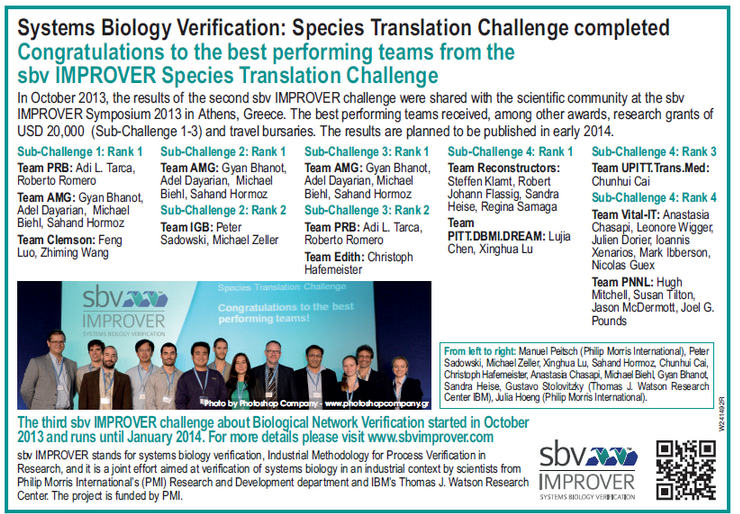 Systems Biology Verification: Species Translation Challenge completed
Congratulations to the best performing teams from the
sbv IMPROVER Species Translation Challenge
In October 2013, the results of the second sbv IMPROVER challenge were shared with the scientific community at the sbv
IMPROVER Symposium 2013 in Athens, Greece. The best performing teams received, among other awards, research grants of
USD 20,000 (Sub-Challenge 1-3) and travel bursaries. The results are planned to be published in early 2014.
Sub-Challenge 1: Rank 1
Team PRB: Adi L. Tarca,
Roberto Romero
Team AMG: Gyan Bhanot,
Adel Dayarian, Michael
Biehl, Sahand Hormoz
Team Clemson: Feng
Luo, Zhiming Wang
Sub-Challenge 2: Rank 1
Team AMG: Gyan Bhanot,
Adel Dayarian, Michael
Biehl, Sahand Hormoz
Sub-Challenge 2: Rank 2
Team IGB: Peter
Sadowski, Michael Zeller
Sub-Challenge 3: Rank 1
Team AMG: Gyan Bhanot,
Adel Dayarian, Michael
Biehl, Sahand Hormoz
Sub-Challenge 3: Rank 2
Team PRB: Adi L. Tarca,
Roberto Romero
Team Edith: Christoph
Hafemeister
Sub-Challenge 4: Rank 1
Team Reconstructors:
Steffen Klamt, Robert
Johann Flassig, Sandra
Heise, Regina Samaga
Team
PITT.DBMI.DREAM: Lujia
Chen, Xinghua Lu
Sub-Challenge 4: Rank 3
Team UPITT.Trans.Med:
Chunhui Cai
Sub-Challenge 4: Rank 4
Team Vital-IT: Anastasia
Chasapi, Leonore Wigger,
Julien Dorier, Ioannis
Xenarios, Mark Ibberson,
Nicolas Guex
Team PNNL: Hugh
Mitchell, Susan Tilton,
Jason McDermott, Joel G.
Pounds
sbv
IMPROVER
SYSTEMS BIOLOGY VERIFICATION
Species Translation Challenge
Congratulations to the best
performing teams!
Photo by Photoshop Company - www.photoshopcompany.gr
From left to right: Manuel Peitsch (Philip Morris International), Peter
Sadowski, Michael Zeller, Xinghua Lu, Sahand Hormoz, Chunhui Cai,
Christoph Hafemeister, Anastasia Chasapi, Michael Biehl, Gyan Bhanot,
Sandra Heise, Gustavo Stolovitzky (Thomas J. Watson Research
Center IBM), Julia Hoeng (Philip Morris International).
W241492R
The third sbv IMPROVER challenge about Biological Network Verification started in October
2013 and runs until January 2014. For more details please visit www.sbvimprover.com
sbv IMPROVER stands for systems biology verification, Industrial Methodology for Process Verification in
Research, and it is a joint effort aimed at verification of systems biology in an industrial context by scientists from
Philip Morris International's (PMI) Research and Development department and IBM's Thomas J. Watson Research
Center. The project is funded by PMI.
sbv
IMPROVER
SYSTEMS BIOLOGY VERIFICATION